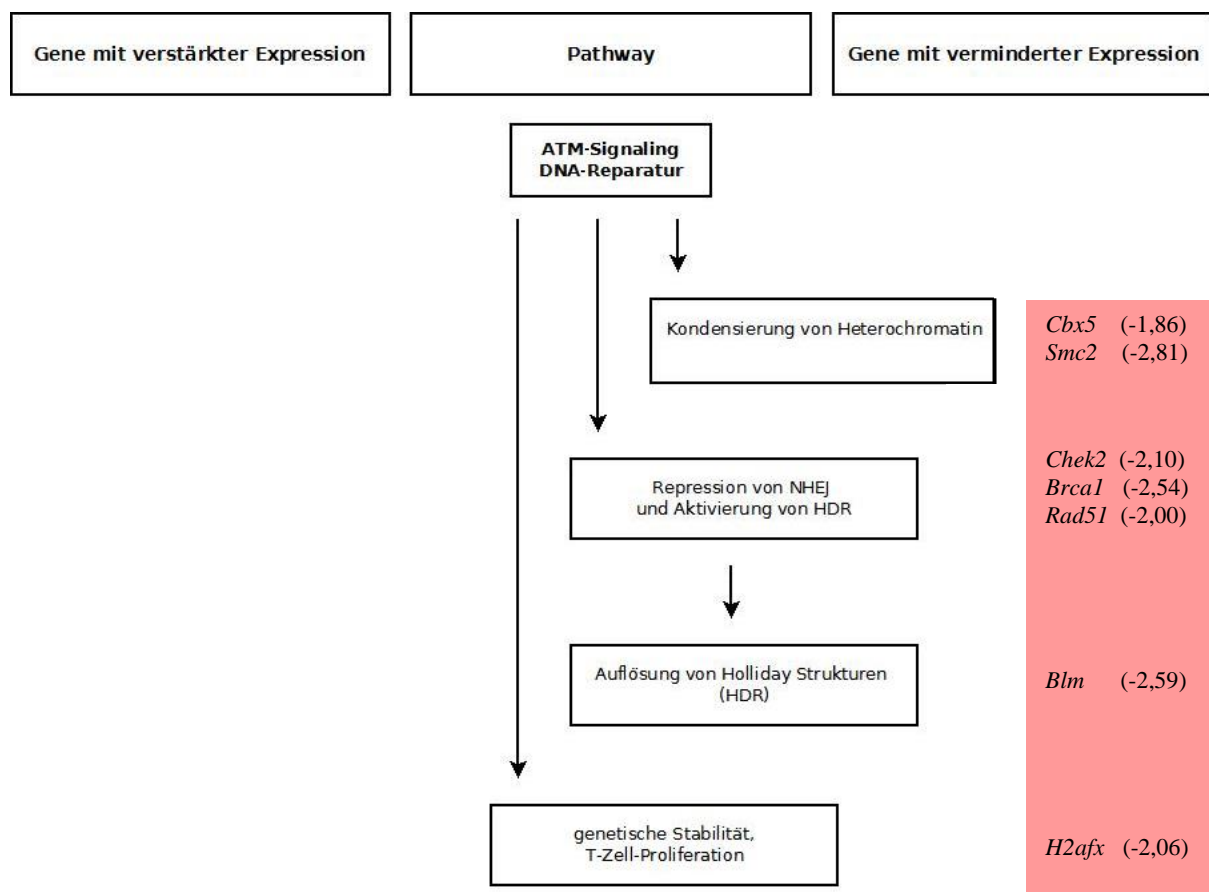 Gene mit verstärkter Expression
Pathway
Gene mit verminderter Expression
ATM-Signaling
DNA-Reparatur
Kondensierung von Heterochromatin
Cbx5 (-1,86)
Smc2 (-2,81)
Repression von NHEJ
und Aktivierung von HDR
Chek2 (-2,10)
Brca1 (-2,54)
Rad51 (-2,00)
Auflösung von Holliday Strukturen
(HDR)
Blm (-2,59)
genetische Stabilität,
T-Zell-Proliferation
H2afx (-2,06)